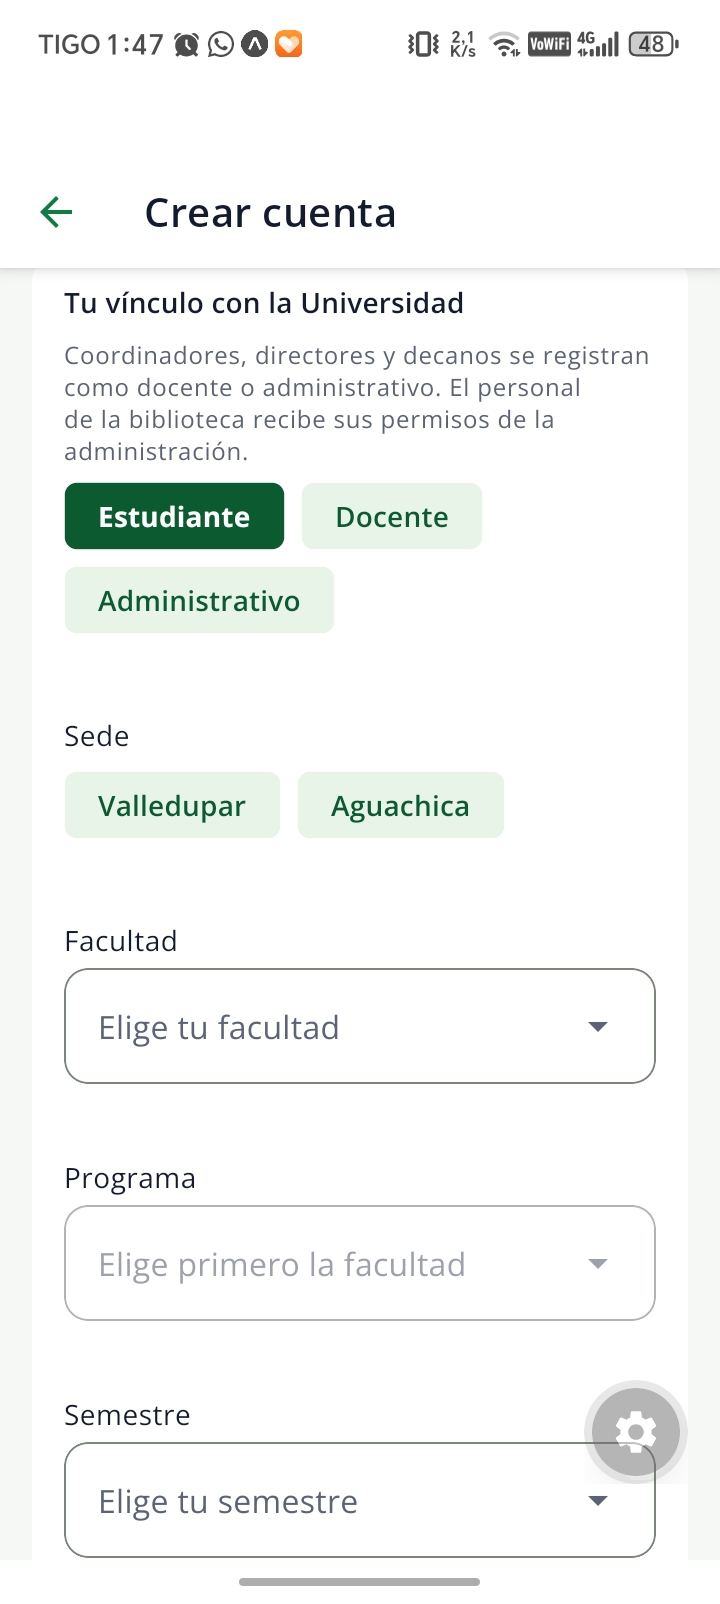 TIGO 1:47 2,1 K/s VoWiFi 4G 48
Crear cuenta
Tu vínculo con la Universidad
Coordinadores, directores y decanos se registran
como docente o administrativo. El personal
de la biblioteca recibe sus permisos de la
administración.
Estudiante Docente
Administrativo
Sede
Valledupar Aguachica
Facultad
Elige tu facultad
Programa
Elige primero la facultad
Semestre
Elige tu semestre